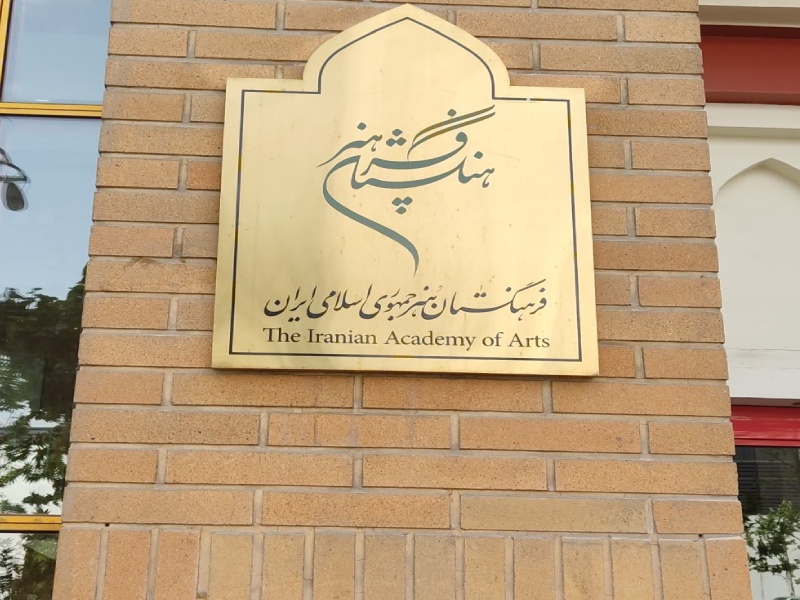 فرهنگستان هنر
فرهنگستان هنر جمهوری اسلامی ایران
The Iranian Academy of Arts